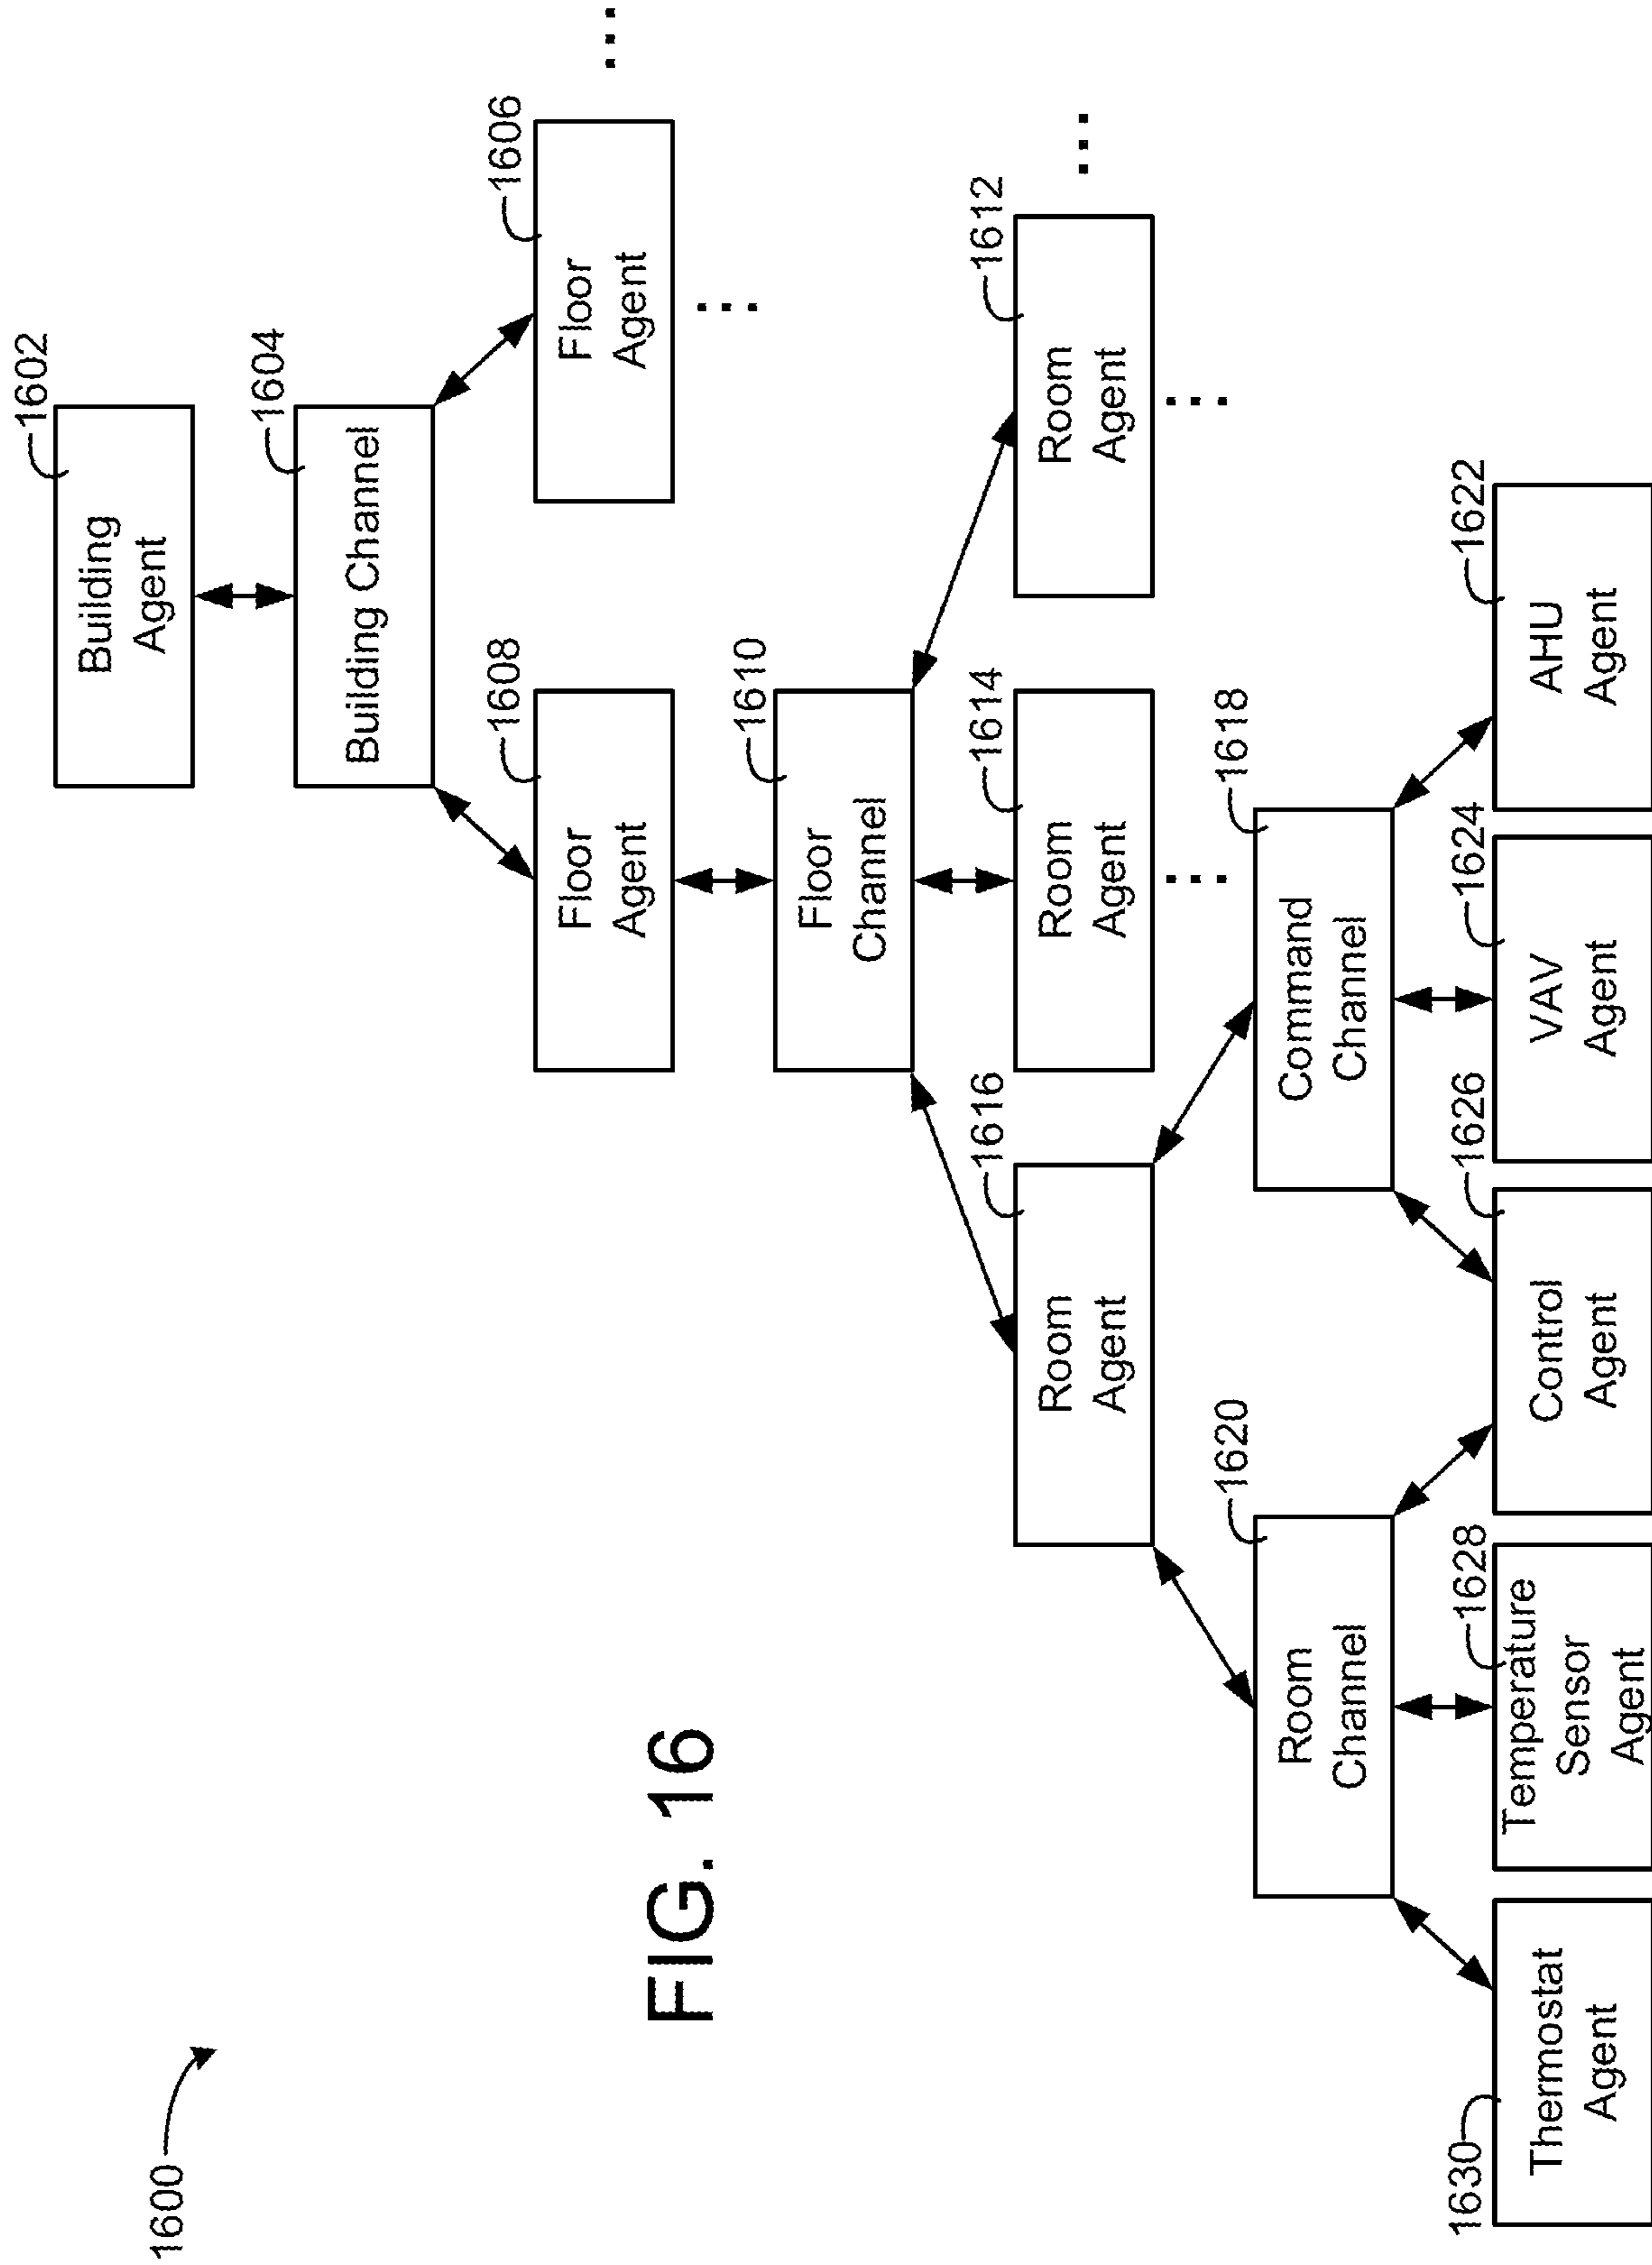 1600
1602
Building
Agent
1604
Building Channel
1608
Floor
Agent
1606
Floor
Agent
...
...
1610
Floor
Channel
1616
Room
Agent
1614
Room
Agent
...
1612
Room
Agent
...
...
1620
Room
Channel
1618
Command
Channel
1630
Thermostat
Agent
1628
Temperature
Sensor
Agent
1626
Control
Agent
1624
VAV
Agent
1622
AHU
Agent
FIG. 16